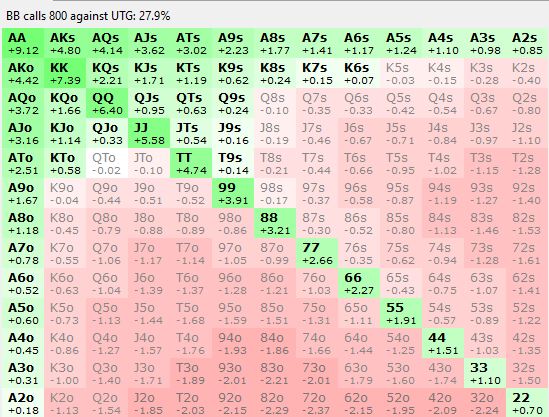 BB calls 800 against UTG: 27.9%
AA AKs AQs AJs ATs A9s A8s A7s A6s A5s A4s A3s A2s
+9.12 +4.80 +4.14 +3.62 +3.02 +2.23 +1.77 +1.41 +1.17 +1.24 +1.10 +0.98 +0.85
AKo KK KQs KJs KTs K9s K8s K7s K6s K5s K4s K3s K2s
+4.42 +7.39 +2.21 +1.71 +1.19 +0.62 +0.24 +0.15 +0.07 -0.03 -0.15 -0.28 -0.40
AQo KQo QQ QJs QTs Q9s Q8s Q7s Q6s Q5s Q4s Q3s Q2s
+3.72 +1.66 +6.40 +0.95 +0.63 +0.24 -0.10 -0.35 -0.33 -0.42 -0.54 -0.67 -0.80
AJo KJo QJo JJ JTs J9s J8s J7s J6s J5s J4s J3s J2s
+3.16 +1.14 +0.33 +5.58 +0.54 +0.16 -0.19 -0.46 -0.67 -0.71 -0.84 -0.97 -1.10
ATo KTo QTo JTo TT T9s T8s T7s T6s T5s T4s T3s T2s
+2.51 +0.58 -0.02 -0.10 +4.74 +0.14 -0.21 -0.44 -0.66 -0.95 -1.02 -1.15 -1.28
A9o K9o Q9o J9o T9o 99 98s 97s 96s 95s 94s 93s 92s
+1.67 -0.04 -0.44 -0.51 -0.52 +3.91 -0.17 -0.37 -0.58 -0.87 -1.19 -1.27 -1.40
A8o K8o Q8o J8o T8o 98o 88 87s 86s 85s 84s 83s 82s
+1.18 -0.45 -0.79 -0.88 -0.89 -0.86 +3.21 -0.30 -0.52 -0.80 -1.13 -1.46 -1.53
A7o K7o Q7o J7o T7o 97o 87o 77 76s 75s 74s 73s 72s
+0.78 -0.55 -1.06 -1.17 -1.14 -1.05 -0.99 +2.66 -0.35 -0.62 -0.94 -1.28 -1.61
A6o K6o Q6o J6o T6o 96o 86o 76o 66 65s 64s 63s 62s
+0.52 -0.63 -1.04 -1.39 -1.37 -1.28 -1.21 -1.03 +2.27 -0.43 -0.75 -1.07 -1.41
A5o K5o Q5o J5o T5o 95o 85o 75o 65o 55 54s 53s 52s
+0.60 -0.73 -1.13 -1.44 -1.68 -1.59 -1.51 -1.31 -1.11 +1.91 -0.57 -0.89 -1.22
A4o K4o Q4o J4o T4o 94o 84o 74o 64o 54o 44 43s 42s
+0.45 -0.86 -1.27 -1.57 -1.76 -1.93 -1.86 -1.66 -1.44 -1.25 +1.51 -1.03 -1.35
A3o K3o Q3o J3o T3o 93o 83o 73o 63o 53o 43o 33 32s
+0.31 -1.00 -1.40 -1.71 -1.89 -2.01 -2.21 -2.01 -1.79 -1.60 -1.74 +1.10 -1.50
A2o K2o Q2o J2o T2o 92o 82o 72o 62o 52o 42o 32o 22
+0.18 -1.13 -1.54 -1.85 -2.03 -2.15 -2.29 -2.37 -2.15 -1.95 -2.09 -2.24 +0.70